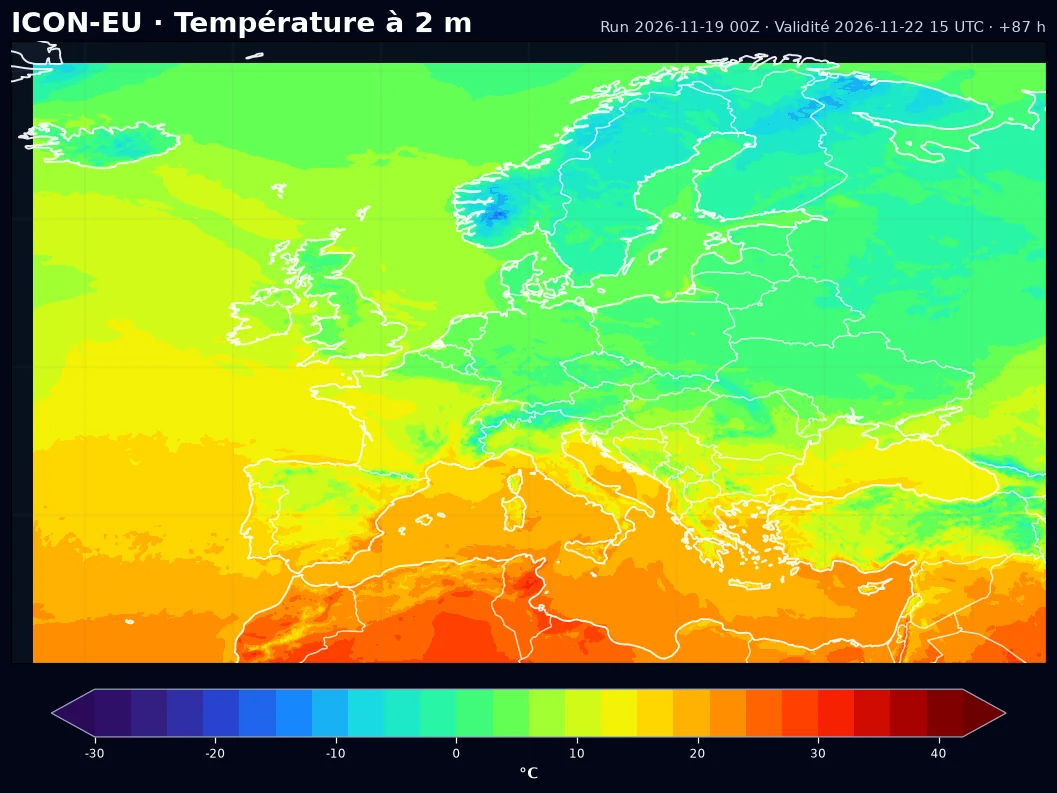 ICON-EU · Température à 2 m
Run 2026-11-19 00Z · Validité 2026-11-22 15 UTC · +87 h
-30 -20 -10 0 10 20 30 40
°C